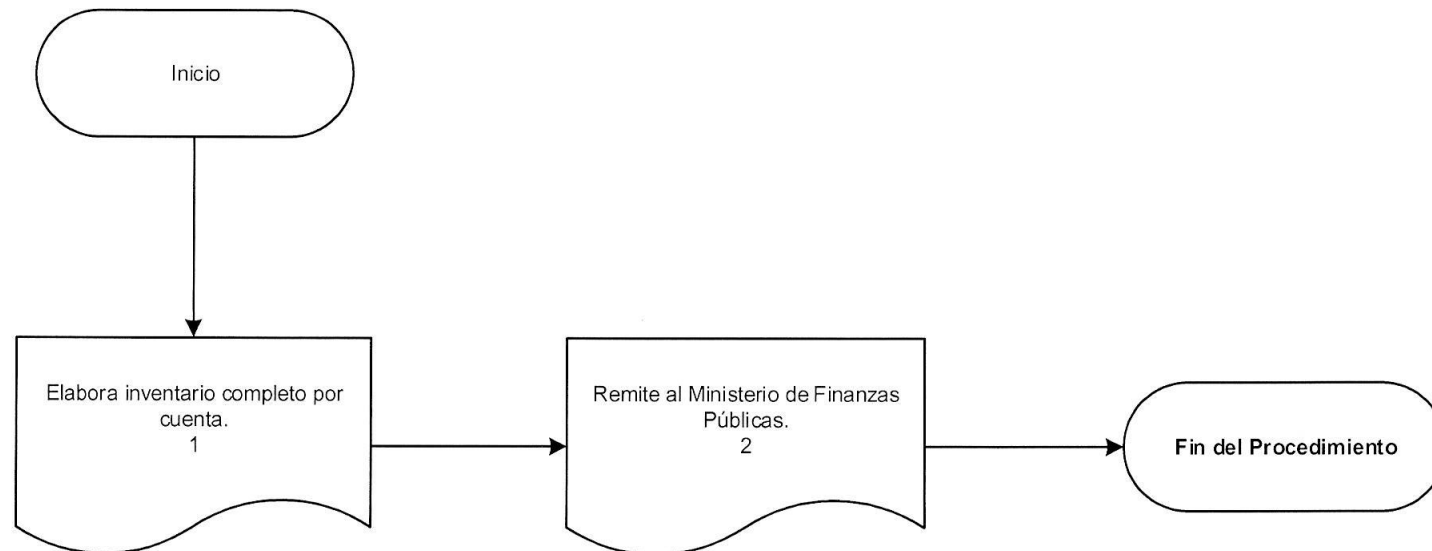 Inicio
Elabora inventario completo por
cuenta.
1
Remite al Ministerio de Finanzas
Públicas.
2
Fin del Procedimiento